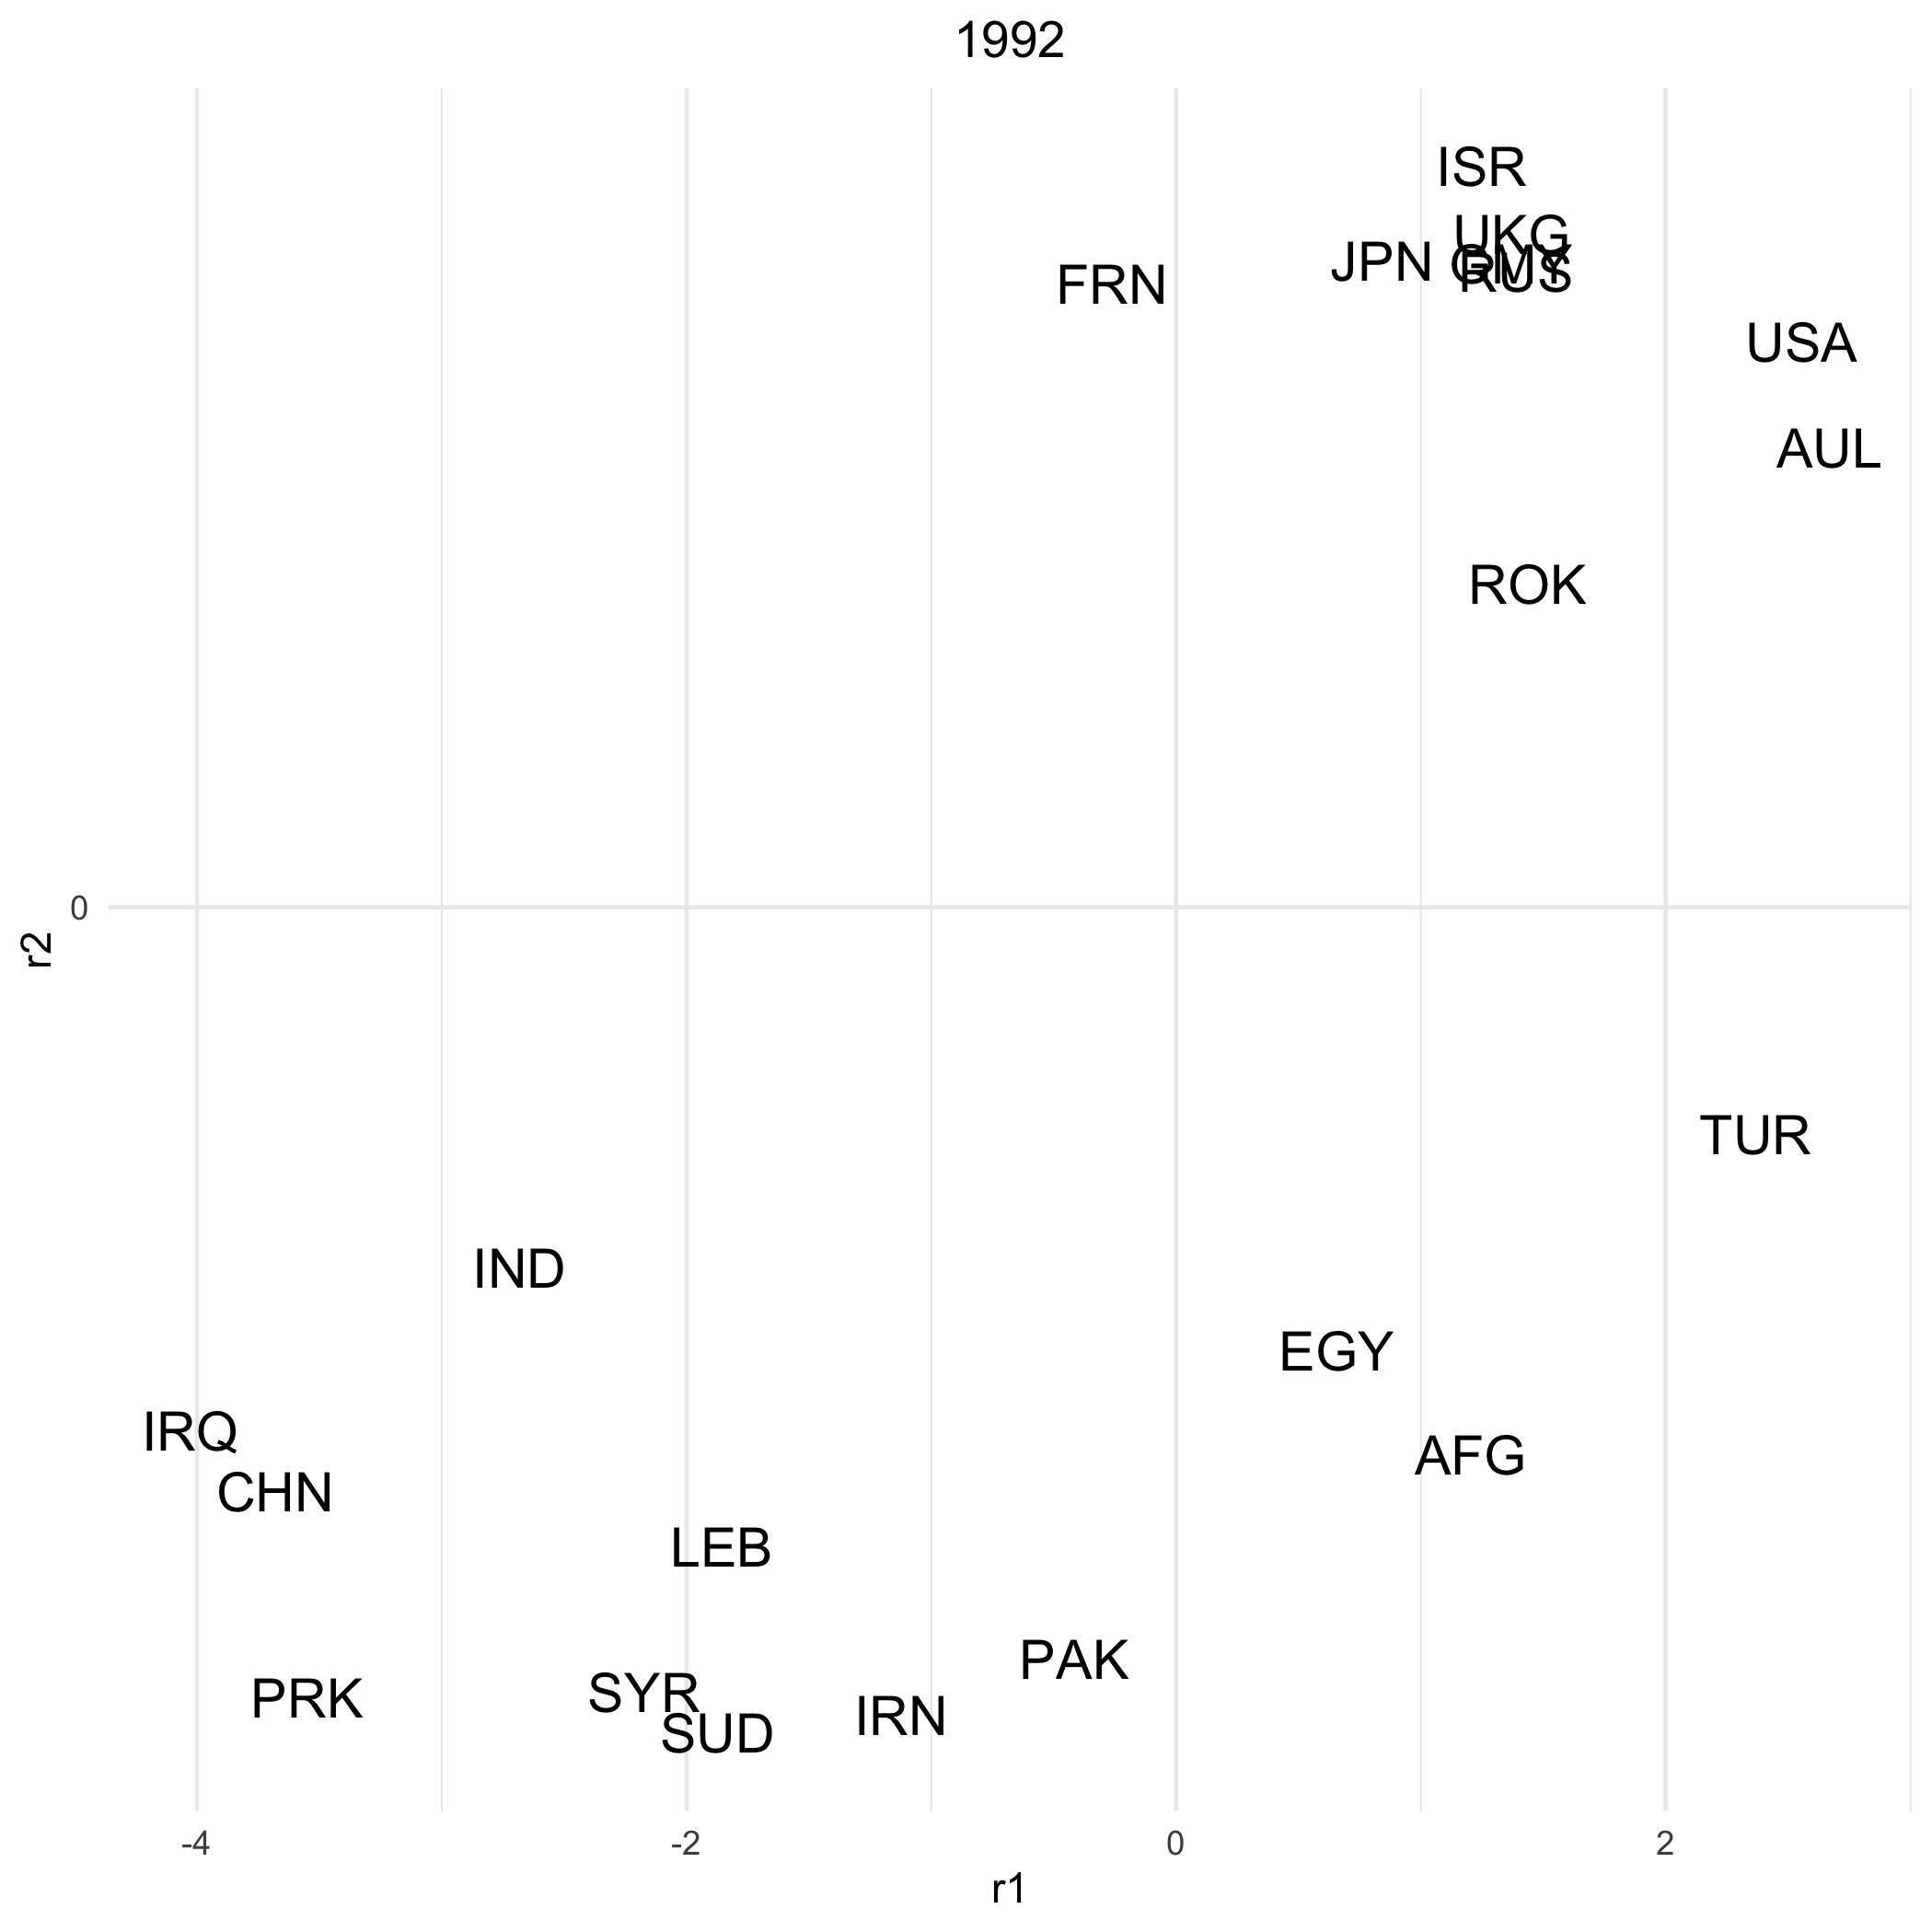 1992
ISR
UKG
JPN
GMY
RUS
FRN
USA
AUL
ROK
0
r2
TUR
IND
EGY
IRQ
AFG
CHN
LEB
PAK
SYR
PRK
IRN
SUD
-4
-2
0
2
r1